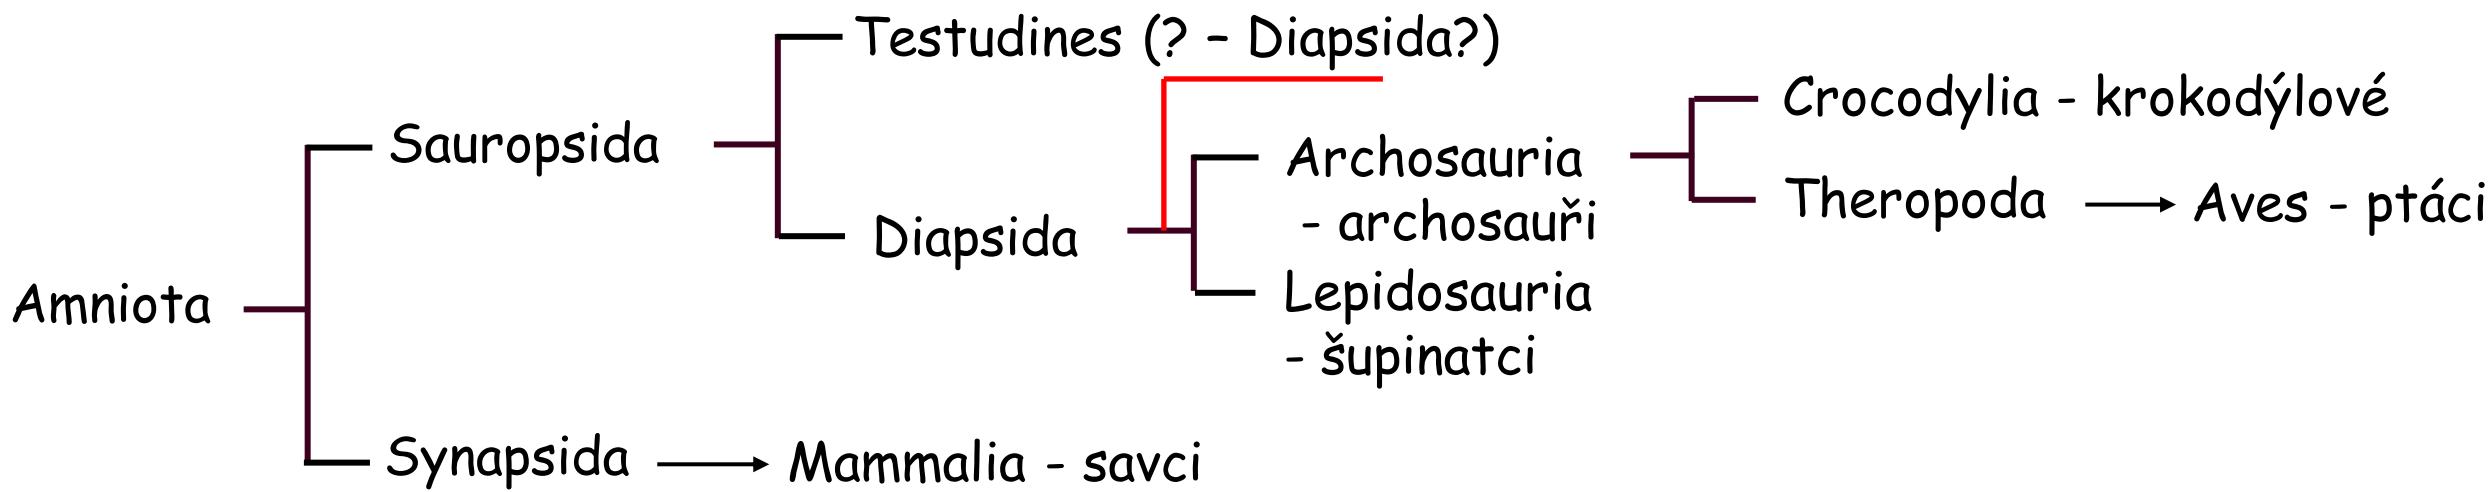 Testudines (? - Diapsida?)
Crocodylia - krokodýlové
Sauropsida
Archosauria
- archosauři
Theropoda
Aves - ptáci
Diapsida
Amniota
Lepidosauria
- šupinatci
Synapsida
Mammalia - savci